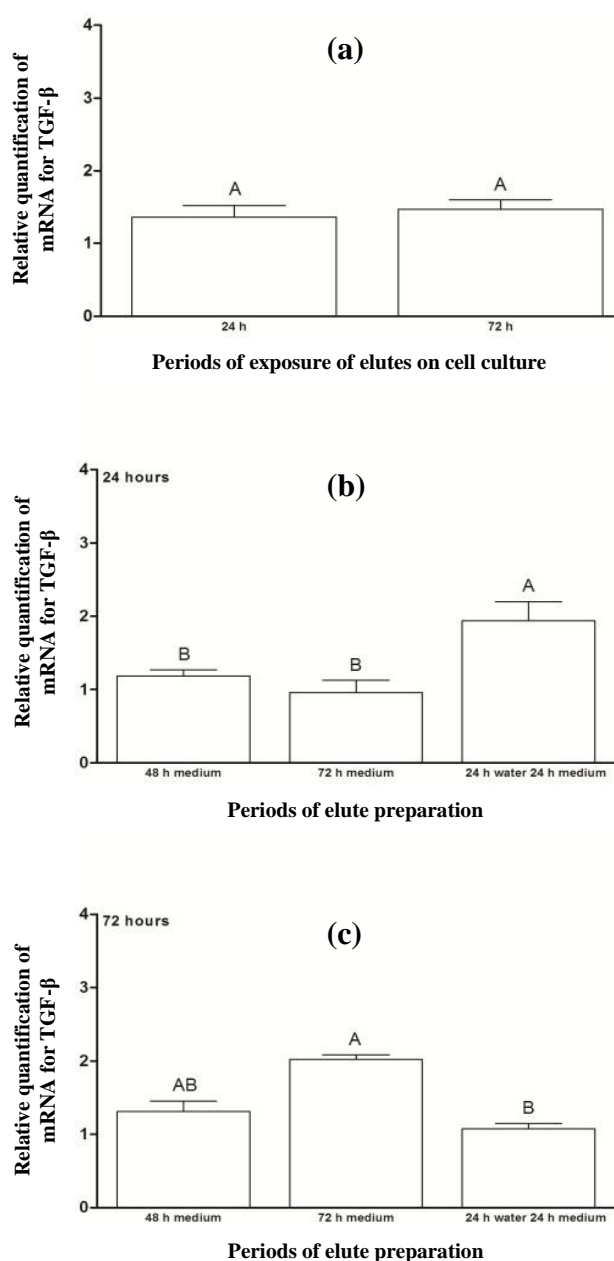 (a)
Relative quantification of
mRNA for TGF-β
4
3
2
1
0
A
A
24 h
72 h
Periods of exposure of elutes on cell culture
24 hours
(b)
Relative quantification of
mRNA for TGF-β
4
3
2
1
0
B
B
A
48 h medium
72 h medium
24 h water 24 h medium
Periods of elute preparation
72 hours
(c)
Relative quantification of
mRNA for TGF-β
4
3
2
1
0
AB
A
B
48 h medium
72 h medium
24 h water 24 h medium
Periods of elute preparation